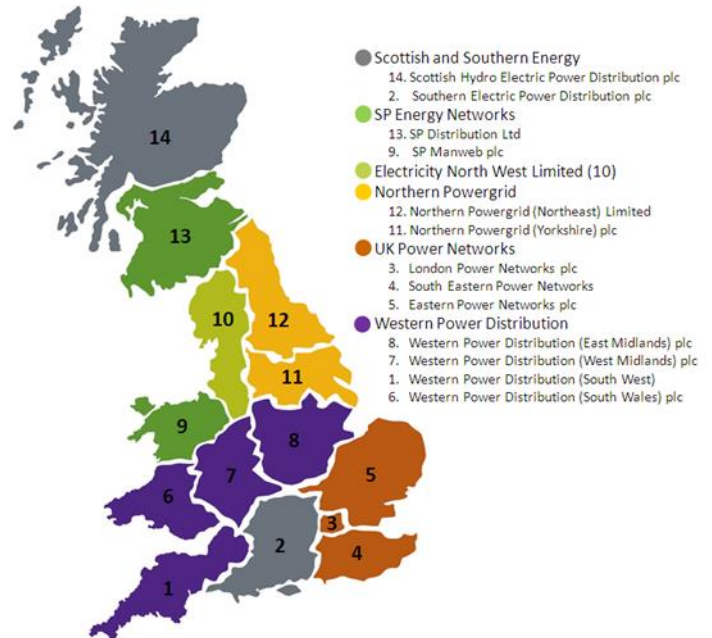 Scottish and Southern Energy
14. Scottish Hydro Electric Power Distribution plc
2. Southern Electric Power Distribution plc
SP Energy Networks
13. SP Distribution Ltd
9. SP Manweb plc
Electricity North West Limited (10)
Northern Powergrid
12. Northern Powergrid (Northeast) Limited
11. Northern Powergrid (Yorkshire) plc
UK Power Networks
3. London Power Networks plc
4. South Eastern Power Networks
5. Eastern Power Networks plc
Western Power Distribution
8. Western Power Distribution (East Midlands) plc
7. Western Power Distribution (West Midlands) plc
1. Western Power Distribution (South West)
6. Western Power Distribution (South Wales) plc
14
13
10
12
11
9
8
7
5
6
3
2
4
1